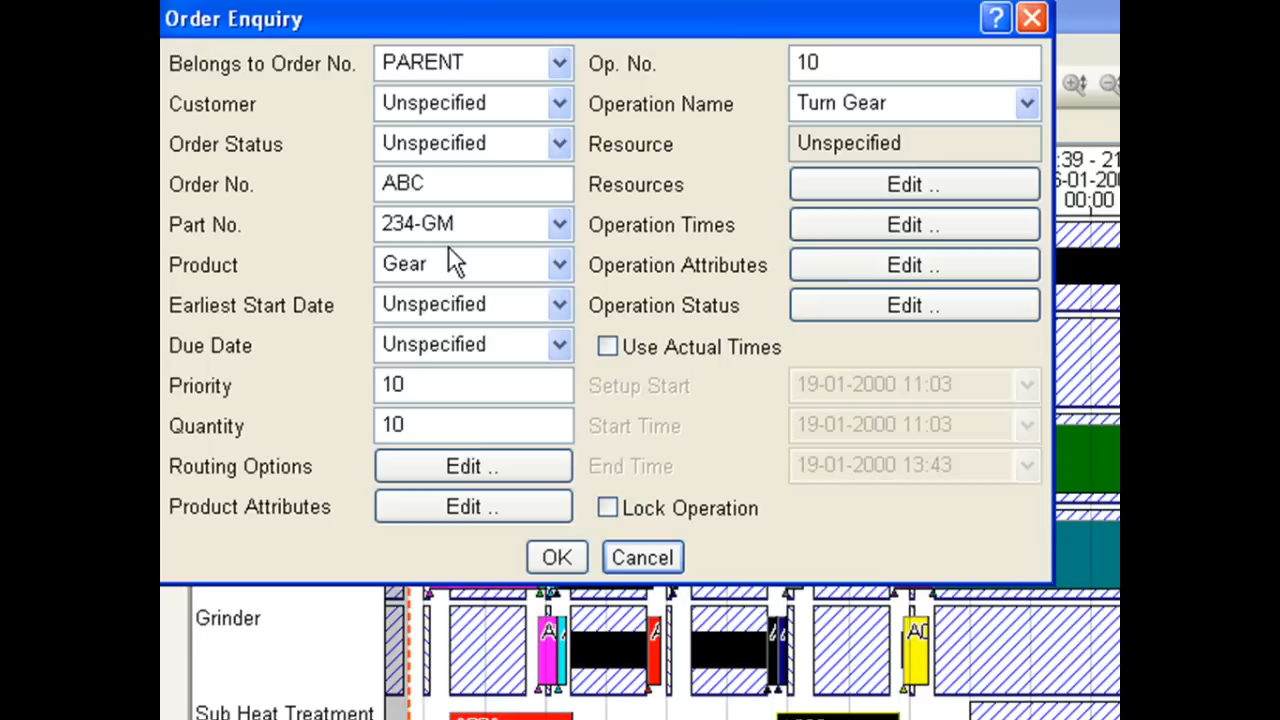 Order Enquiry
Belongs to Order No. PARENT Op. No. 10
Customer Unspecified Operation Name Turn Gear
Order Status Unspecified Resource Unspecified
Order No. ABC Resources Edit ..
Part No. 234-GM Operation Times Edit ..
Product Gear Operation Attributes Edit ..
Earliest Start Date Unspecified Operation Status Edit ..
Due Date Unspecified Use Actual Times
Priority 10 Setup Start 19-01-2000 11:03
Quantity 10 Start Time 19-01-2000 11:03
Routing Options Edit .. End Time 19-01-2000 13:43
Product Attributes Edit .. Lock Operation
OK Cancel
00:00
Grinder
Sub Heat Treatment